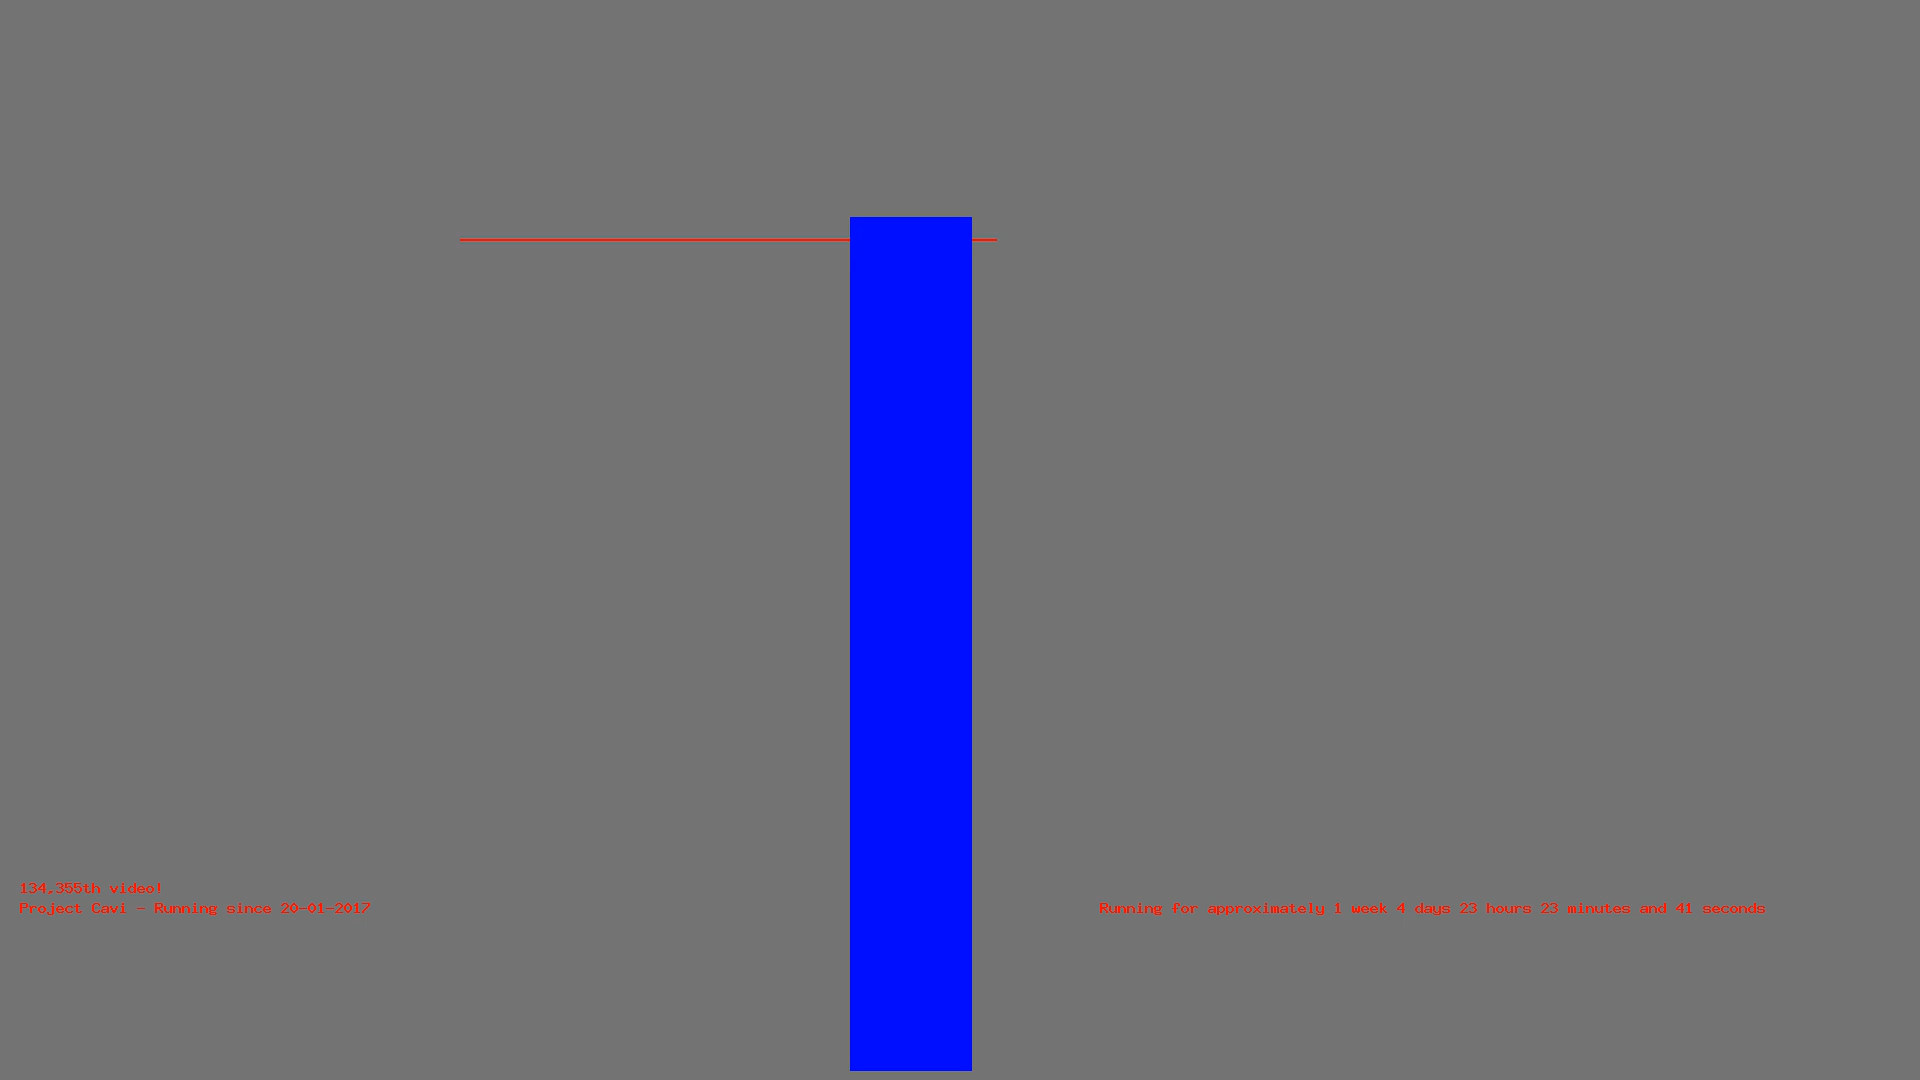 134,355th video!
Project Cavi - Running since 20-01-2017
Running for approximately 1 week 4 days 23 hours 23 minutes and 41 seconds